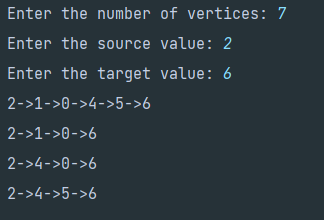 Enter the number of vertices: 7
Enter the source value: 2
Enter the target value: 6
2->1->0->4->5->6
2->1->0->6
2->4->0->6
2->4->5->6